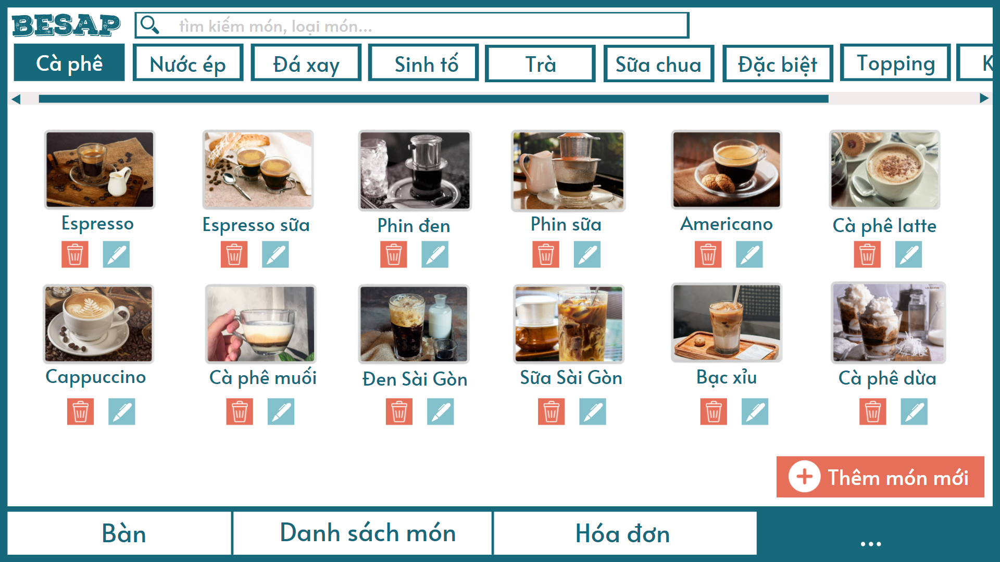 BESAP
tìm kiếm món, loại món...
Cà phê
Nước ép
Đá xay
Sinh tố
Trà
Sữa chua
Đặc biệt
Topping
K
Espresso
Espresso sữa
Phin đen
Phin sữa
Americano
Cà phê latte
Cappuccino
Cà phê muối
Đen Sài Gòn
Sữa Sài Gòn
Bạc xỉu
Cà phê dừa
Thêm món mới
Bàn
Danh sách món
Hóa đơn
...